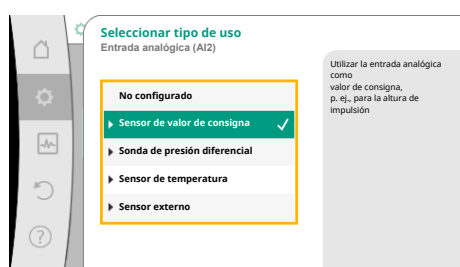 Seleccionar tipo de uso
Entrada analógica (AI2)
No configurado
Sensor de valor de consigna
Sonda de presión diferencial
Sensor de temperatura
Sensor externo
Utilizar la entrada analógica
como
valor de consigna,
p. ej., para la altura de
impulsión